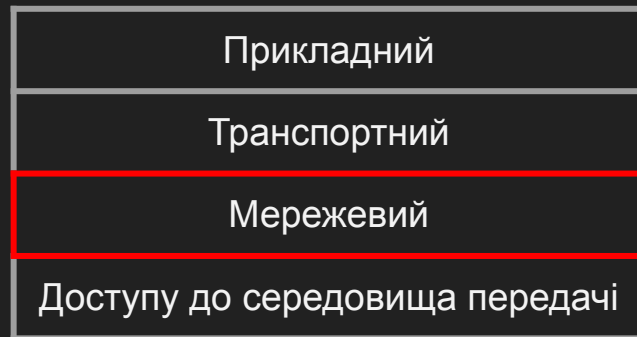 Прикладний
Транспортний
Мережевий
Доступу до середовища передачі